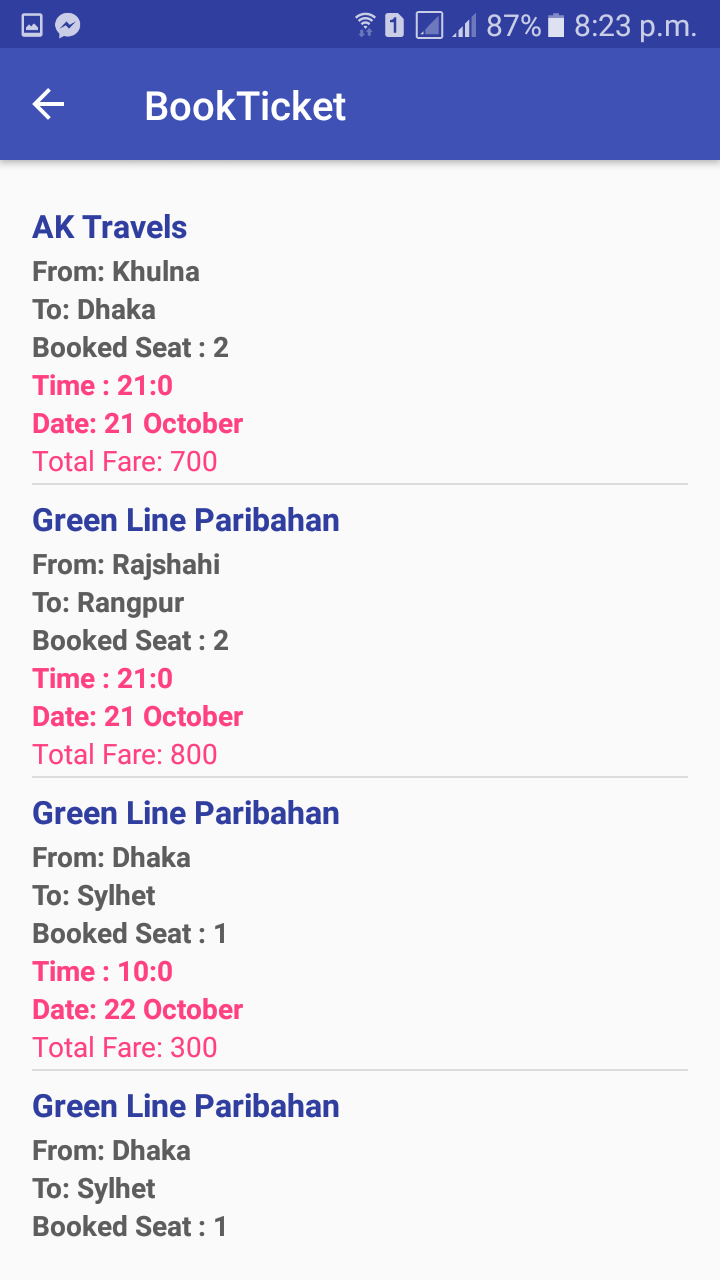 1 87% 8:23 p.m.
BookTicket
AK Travels
From: Khulna
To: Dhaka
Booked Seat : 2
Time : 21:0
Date: 21 October
Total Fare: 700
Green Line Paribahan
From: Rajshahi
To: Rangpur
Booked Seat : 2
Time : 21:0
Date: 21 October
Total Fare: 800
Green Line Paribahan
From: Dhaka
To: Sylhet
Booked Seat : 1
Time : 10:0
Date: 22 October
Total Fare: 300
Green Line Paribahan
From: Dhaka
To: Sylhet
Booked Seat : 1